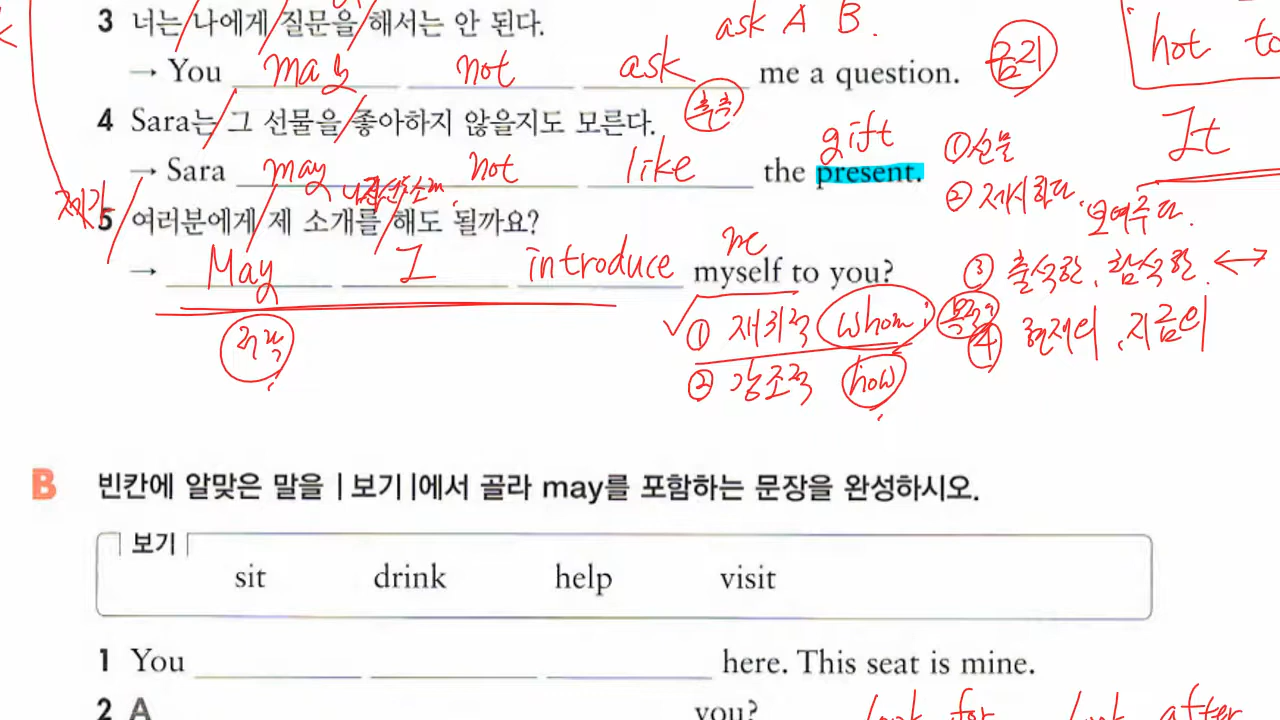 3 너는 나에게 질문을 해서는 안 된다.
ask A B.
→ You may not ask me a question.
금지
hot to
4 Sara는 그 선물을 좋아하지 않을지도 모른다.
추측
gift
→ Sara may not like the present.
① 선물
② 제시하다, 보여주다.
It
5 여러분에게 제 소개를 해도 될까요?
me
→ May I introduce myself to you?
③ 출석한, 참석한 ↔
④ 현재의, 지금의
허락
① 재귀적 whom
② 강조적 how
B 빈칸에 알맞은 말을 |보기|에서 골라 may를 포함하는 문장을 완성하시오.
보기
sit drink help visit
1 You ____ ____ ____ here. This seat is mine.
2 A ____ you?
look for look after